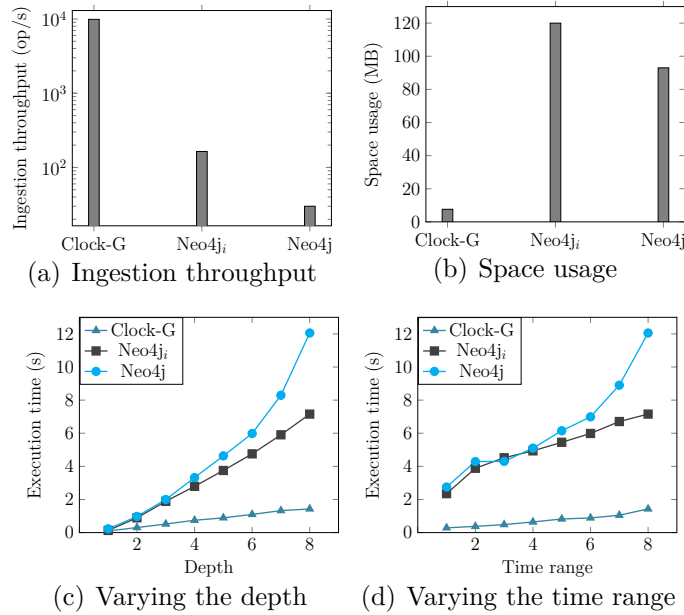 Ingestion throughput (op/s)
10^4
10^3
10^2
Clock-G
Neo4j_i
Neo4j
(a) Ingestion throughput
Space usage (MB)
120
100
80
60
40
20
0
Clock-G
Neo4j_i
Neo4j
(b) Space usage
Execution time (s)
12
10
8
6
4
2
0
Clock-G
Neo4j_i
Neo4j
2
4
6
8
Depth
(c) Varying the depth
Execution time (s)
12
10
8
6
4
2
0
Clock-G
Neo4j_i
Neo4j
2
4
6
8
Time range
(d) Varying the time range